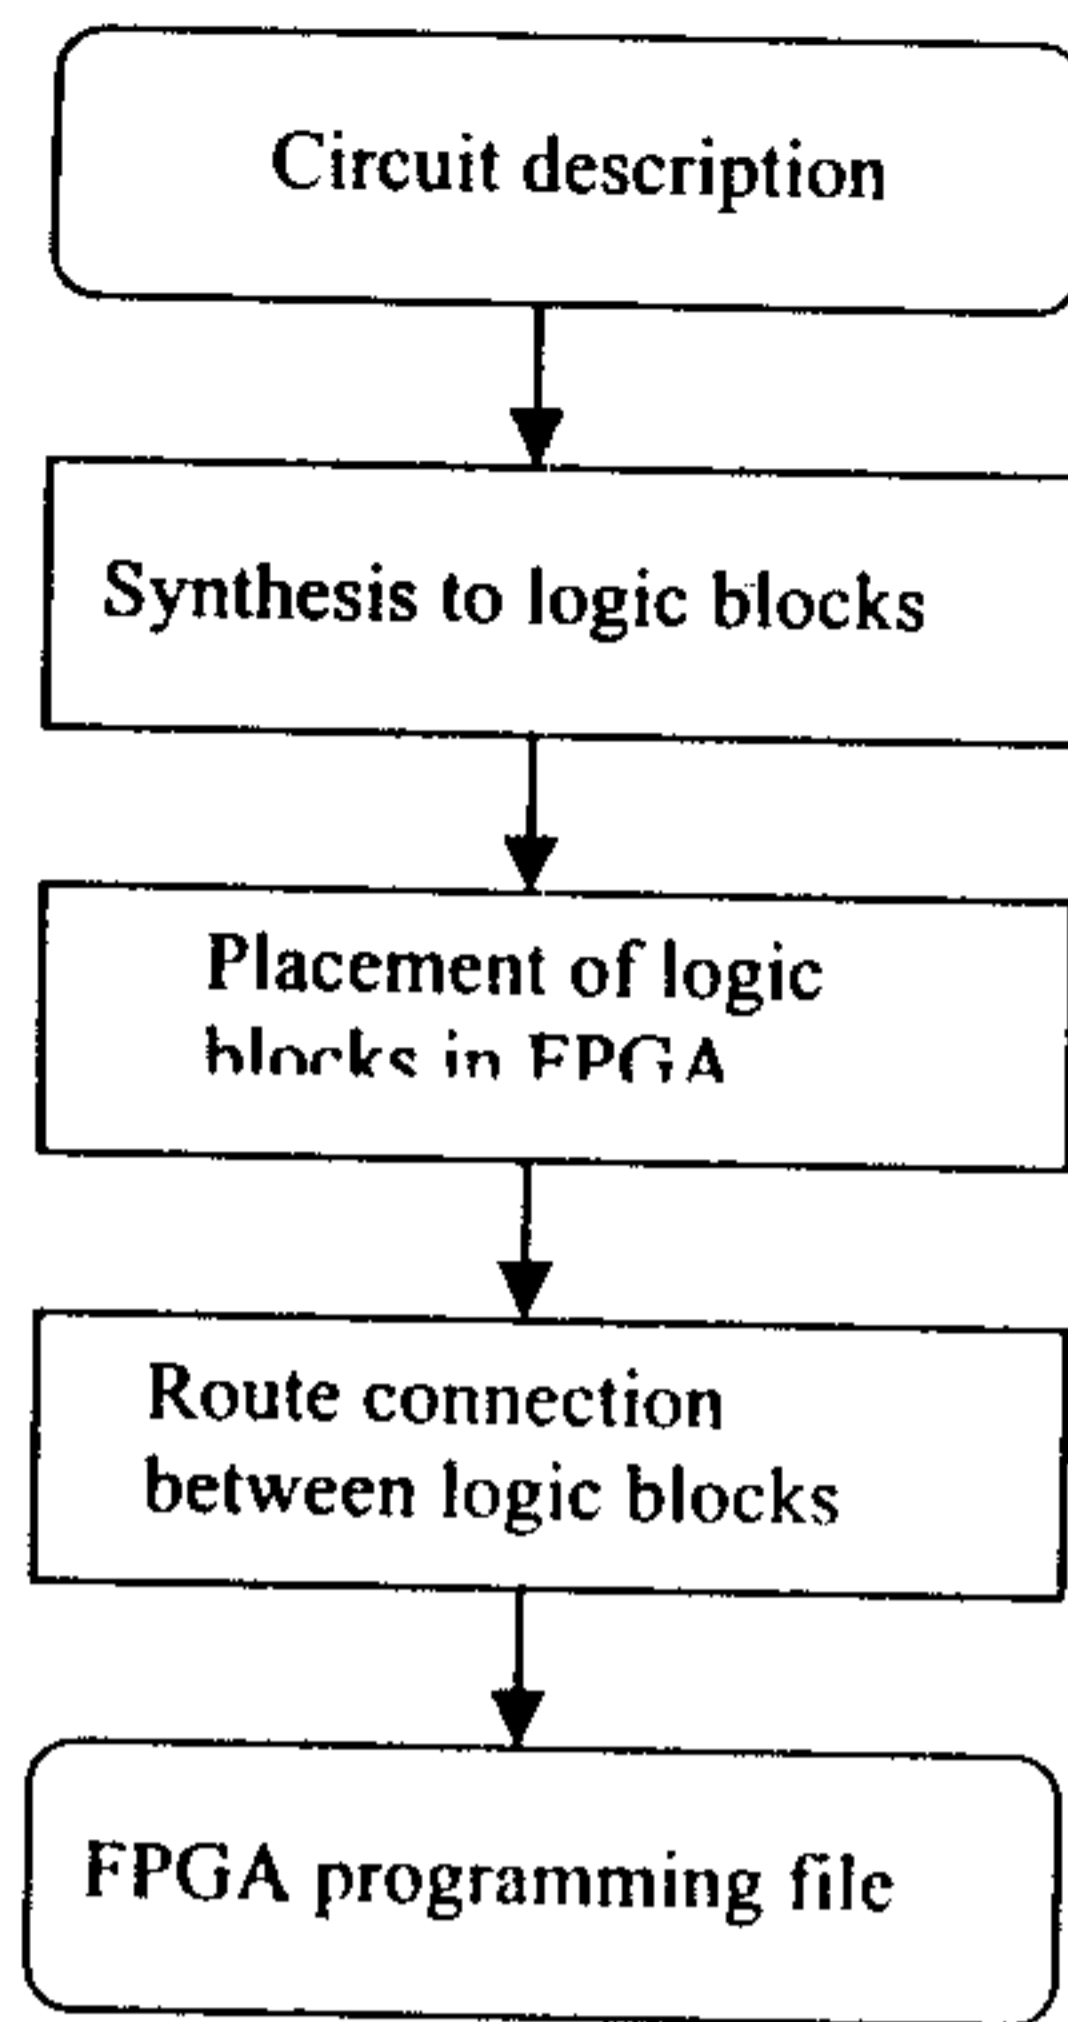 Circuit description
Synthesis to logic blocks
Placement of logic
blocks in FPGA
Route connection
between logic blocks
FPGA programming file